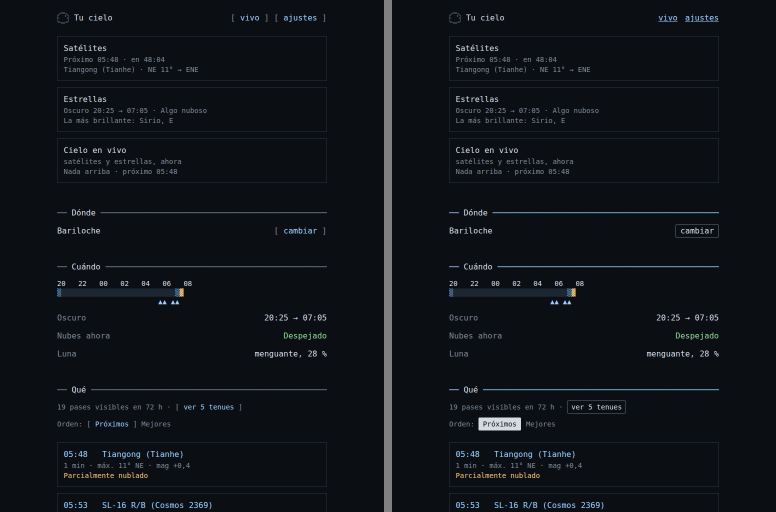 Tu cielo
[ vivo ] [ ajustes ]
Satélites
Próximo 05:48 · en 48:04
Tiangong (Tianhe) · NE 11° → ENE
Estrellas
Oscuro 20:25 → 07:05 · Algo nuboso
La más brillante: Sirio, E
Cielo en vivo
satélites y estrellas, ahora
Nada arriba · próximo 05:48
Dónde
Bariloche [ cambiar ]
Cuándo
20 22 00 02 04 06 08
Oscuro 20:25 → 07:05
Nubes ahora Despejado
Luna menguante, 28 %
Qué
19 pases visibles en 72 h · [ ver 5 tenues ]
Orden: [ Próximos ] Mejores
05:48 Tiangong (Tianhe)
1 min · máx. 11° NE · mag +0,4
Parcialmente nublado
05:53 SL-16 R/B (Cosmos 2369)
Tu cielo
vivo ajustes
Satélites
Próximo 05:48 · en 48:04
Tiangong (Tianhe) · NE 11° → ENE
Estrellas
Oscuro 20:25 → 07:05 · Algo nuboso
La más brillante: Sirio, E
Cielo en vivo
satélites y estrellas, ahora
Nada arriba · próximo 05:48
Dónde
Bariloche cambiar
Cuándo
20 22 00 02 04 06 08
Oscuro 20:25 → 07:05
Nubes ahora Despejado
Luna menguante, 28 %
Qué
19 pases visibles en 72 h · ver 5 tenues
Orden: Próximos Mejores
05:48 Tiangong (Tianhe)
1 min · máx. 11° NE · mag +0,4
Parcialmente nublado
05:53 SL-16 R/B (Cosmos 2369)